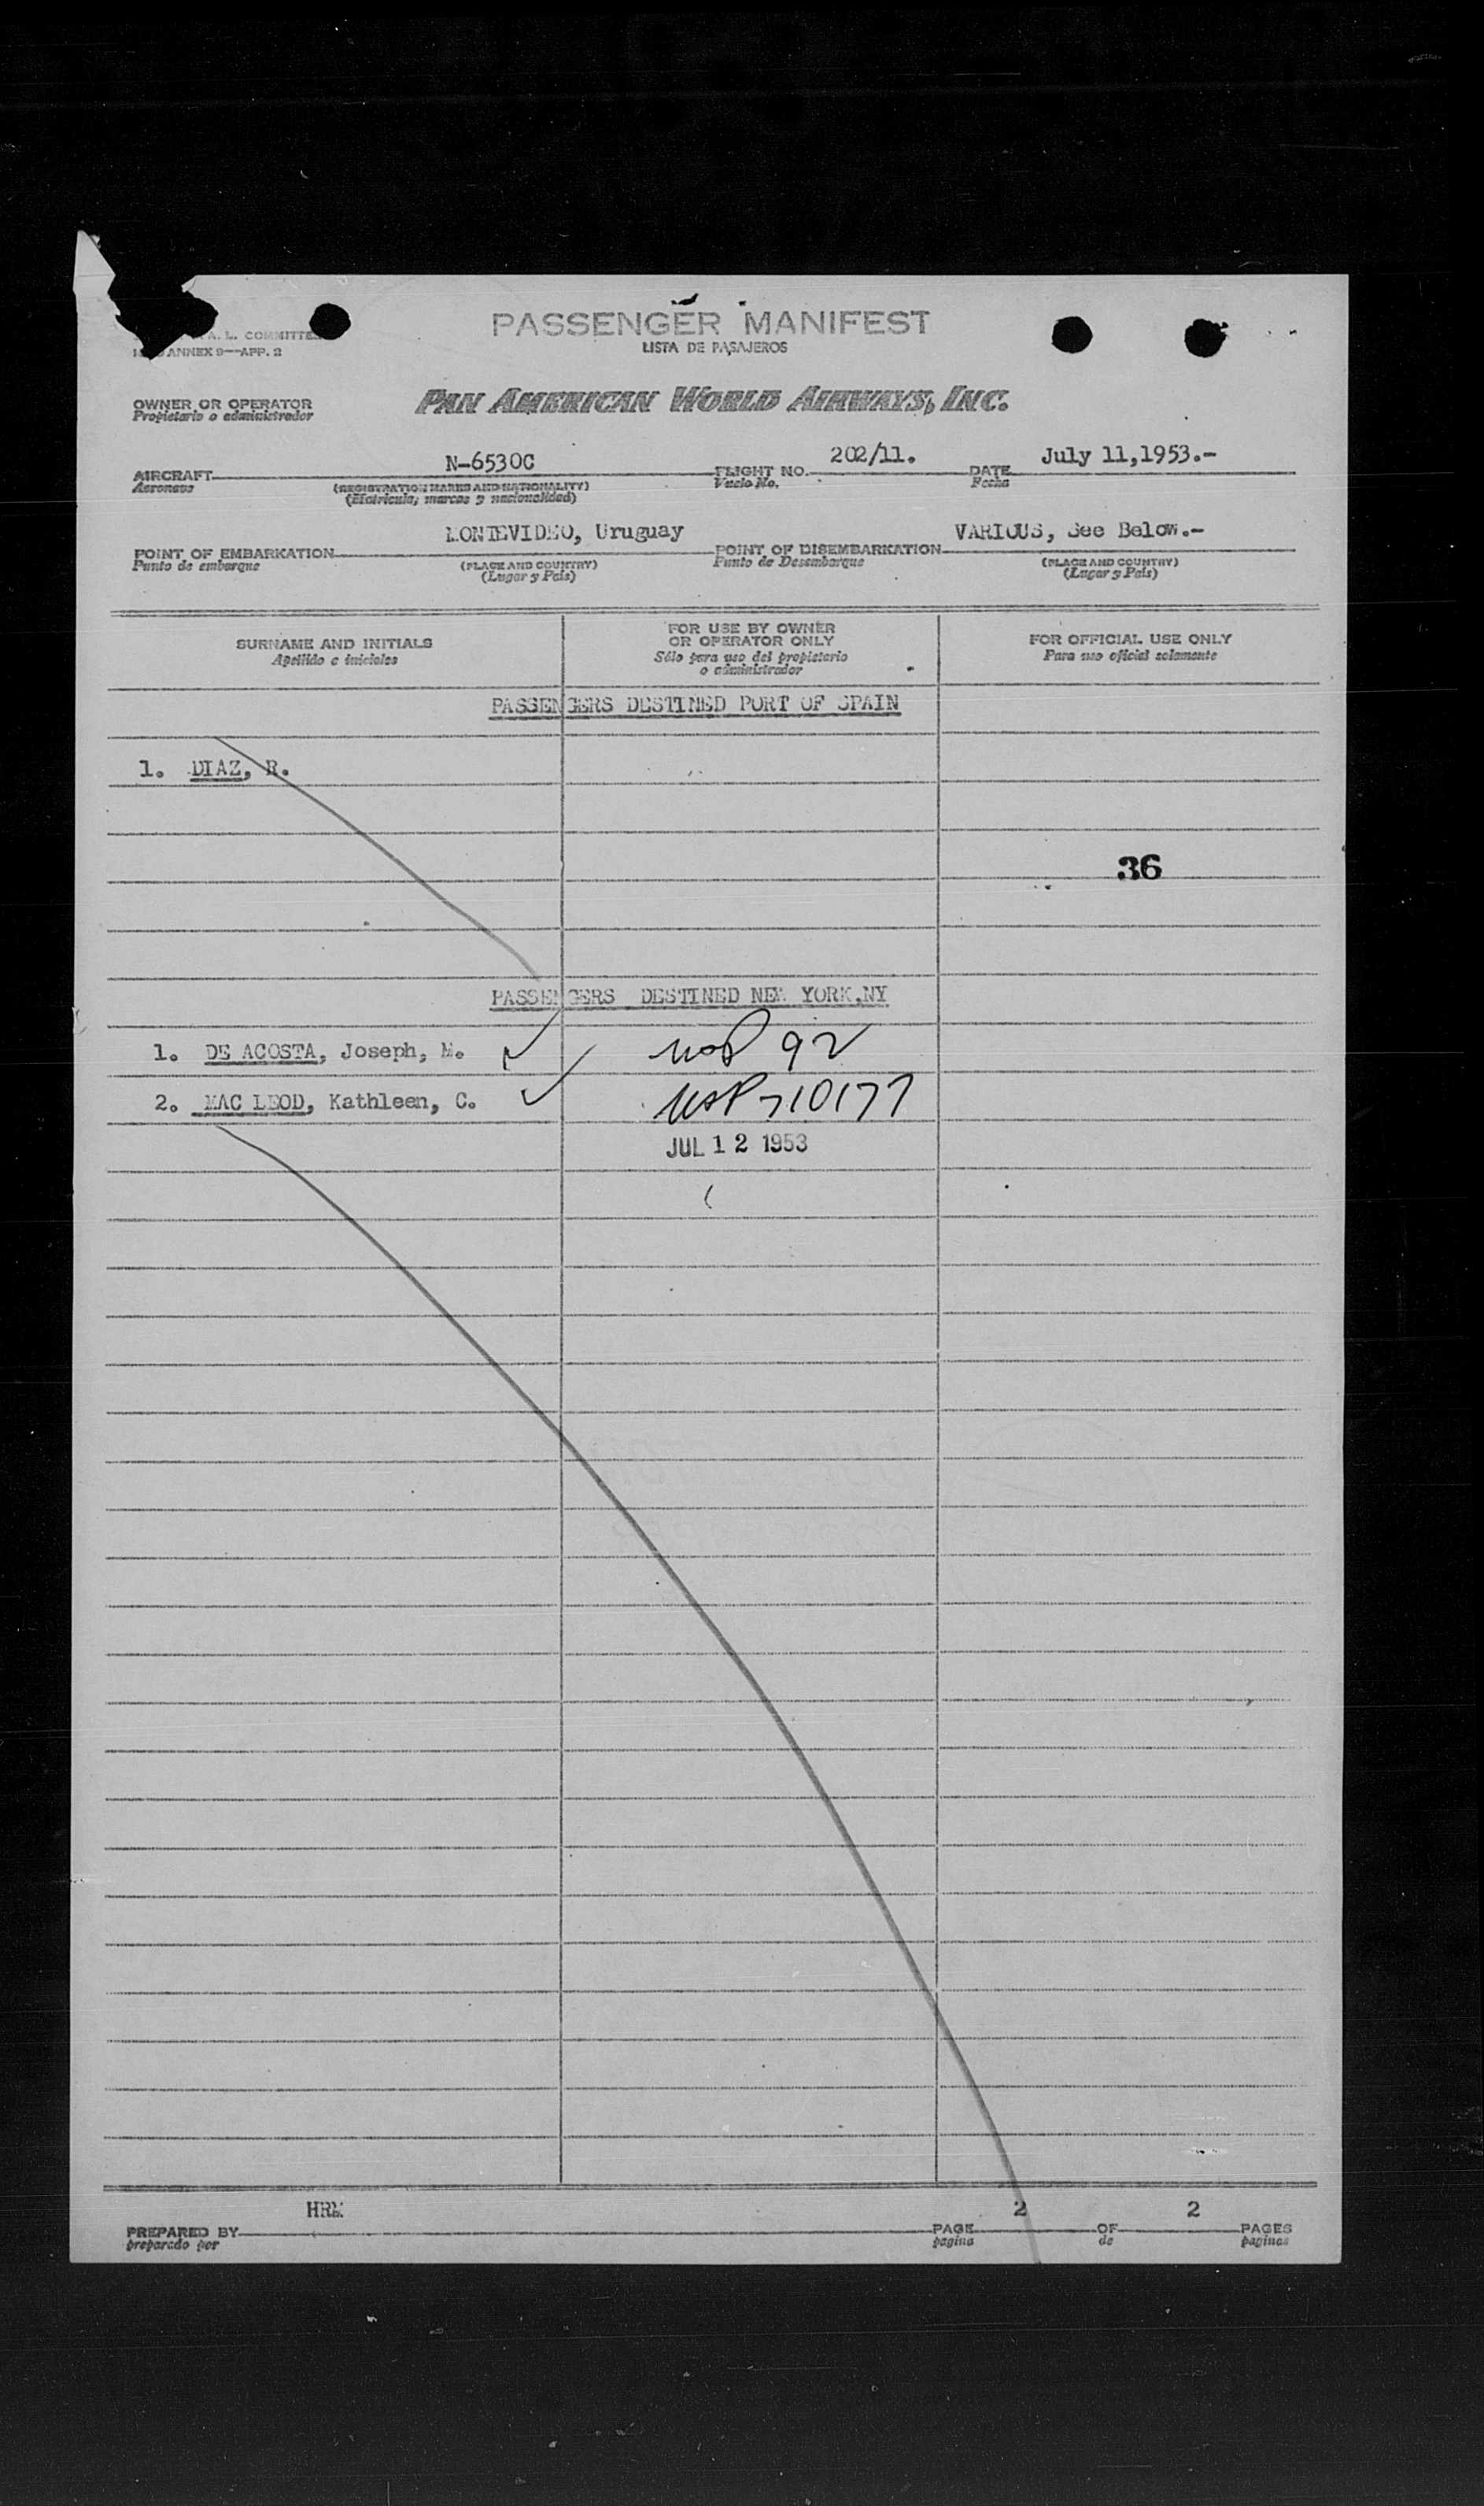 A. L. COMMITTEE
ANNEX 9—APP. 2
PASSENGER MANIFEST
LISTA DE PASAJEROS
OWNER OR OPERATOR
Propietario o administrador
PAN AMERICAN WORLD AIRWAYS, INC.
AIRCRAFT N-6530C FLIGHT NO. 202/11. DATE July 11,1953.-
Aeronave (REGISTRATION MARKS AND NATIONALITY) Vuelo No. Fecha
(Matrícula, marcas y nacionalidad)
POINT OF EMBARKATION MONTEVIDEO, Uruguay POINT OF DISEMBARKATION VARIOUS, See Below.-
Punto de embarque (PLACE AND COUNTRY) Punto de Desembarque (PLACE AND COUNTRY)
(Lugar y País) (Lugar y País)
SURNAME AND INITIALS
Apellido e iniciales
FOR USE BY OWNER
OR OPERATOR ONLY
Sólo para uso del propietario
o administrador
FOR OFFICIAL USE ONLY
Para uso oficial solamente
PASSENGERS DESTINED PORT OF SPAIN
1. DIAZ, R.
36
PASSENGERS DESTINED NEW YORK,NY
1. DE ACOSTA, Joseph, M. 92
2. MAC LEOD, Kathleen, C. USP 710177
JUL 12 1953
HRM
PREPARED BY PAGE 2 OF 2 PAGES
preparado por pagina de paginas